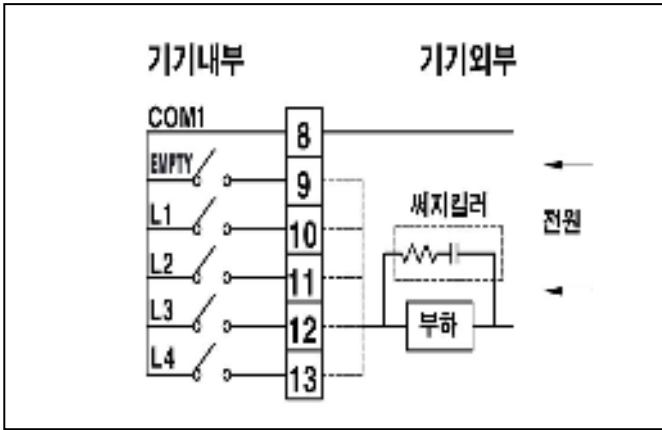 기기내부 기기외부
COM1 8
EMPTY 9
L1 10
L2 11
L3 12
L4 13
써지킬러
전원
부하